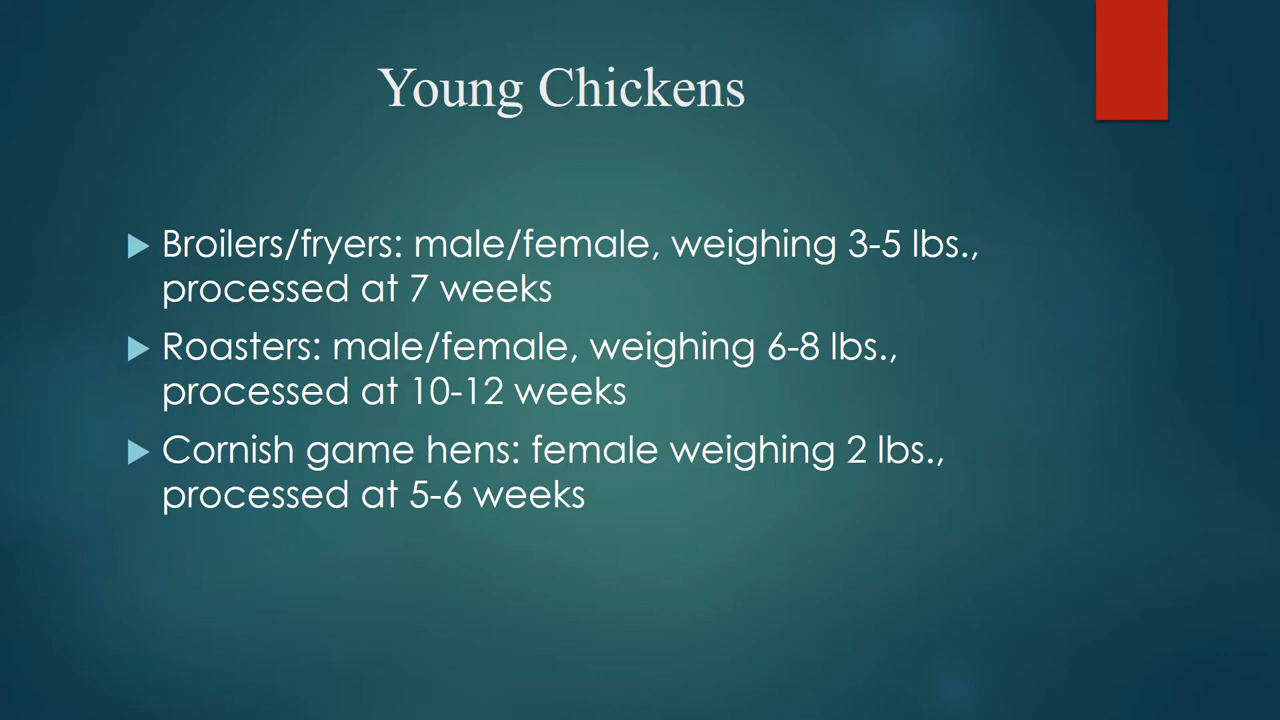 Young Chickens
Broilers/fryers: male/female, weighing 3-5 lbs.,
processed at 7 weeks
Roasters: male/female, weighing 6-8 lbs.,
processed at 10-12 weeks
Cornish game hens: female weighing 2 lbs.,
processed at 5-6 weeks